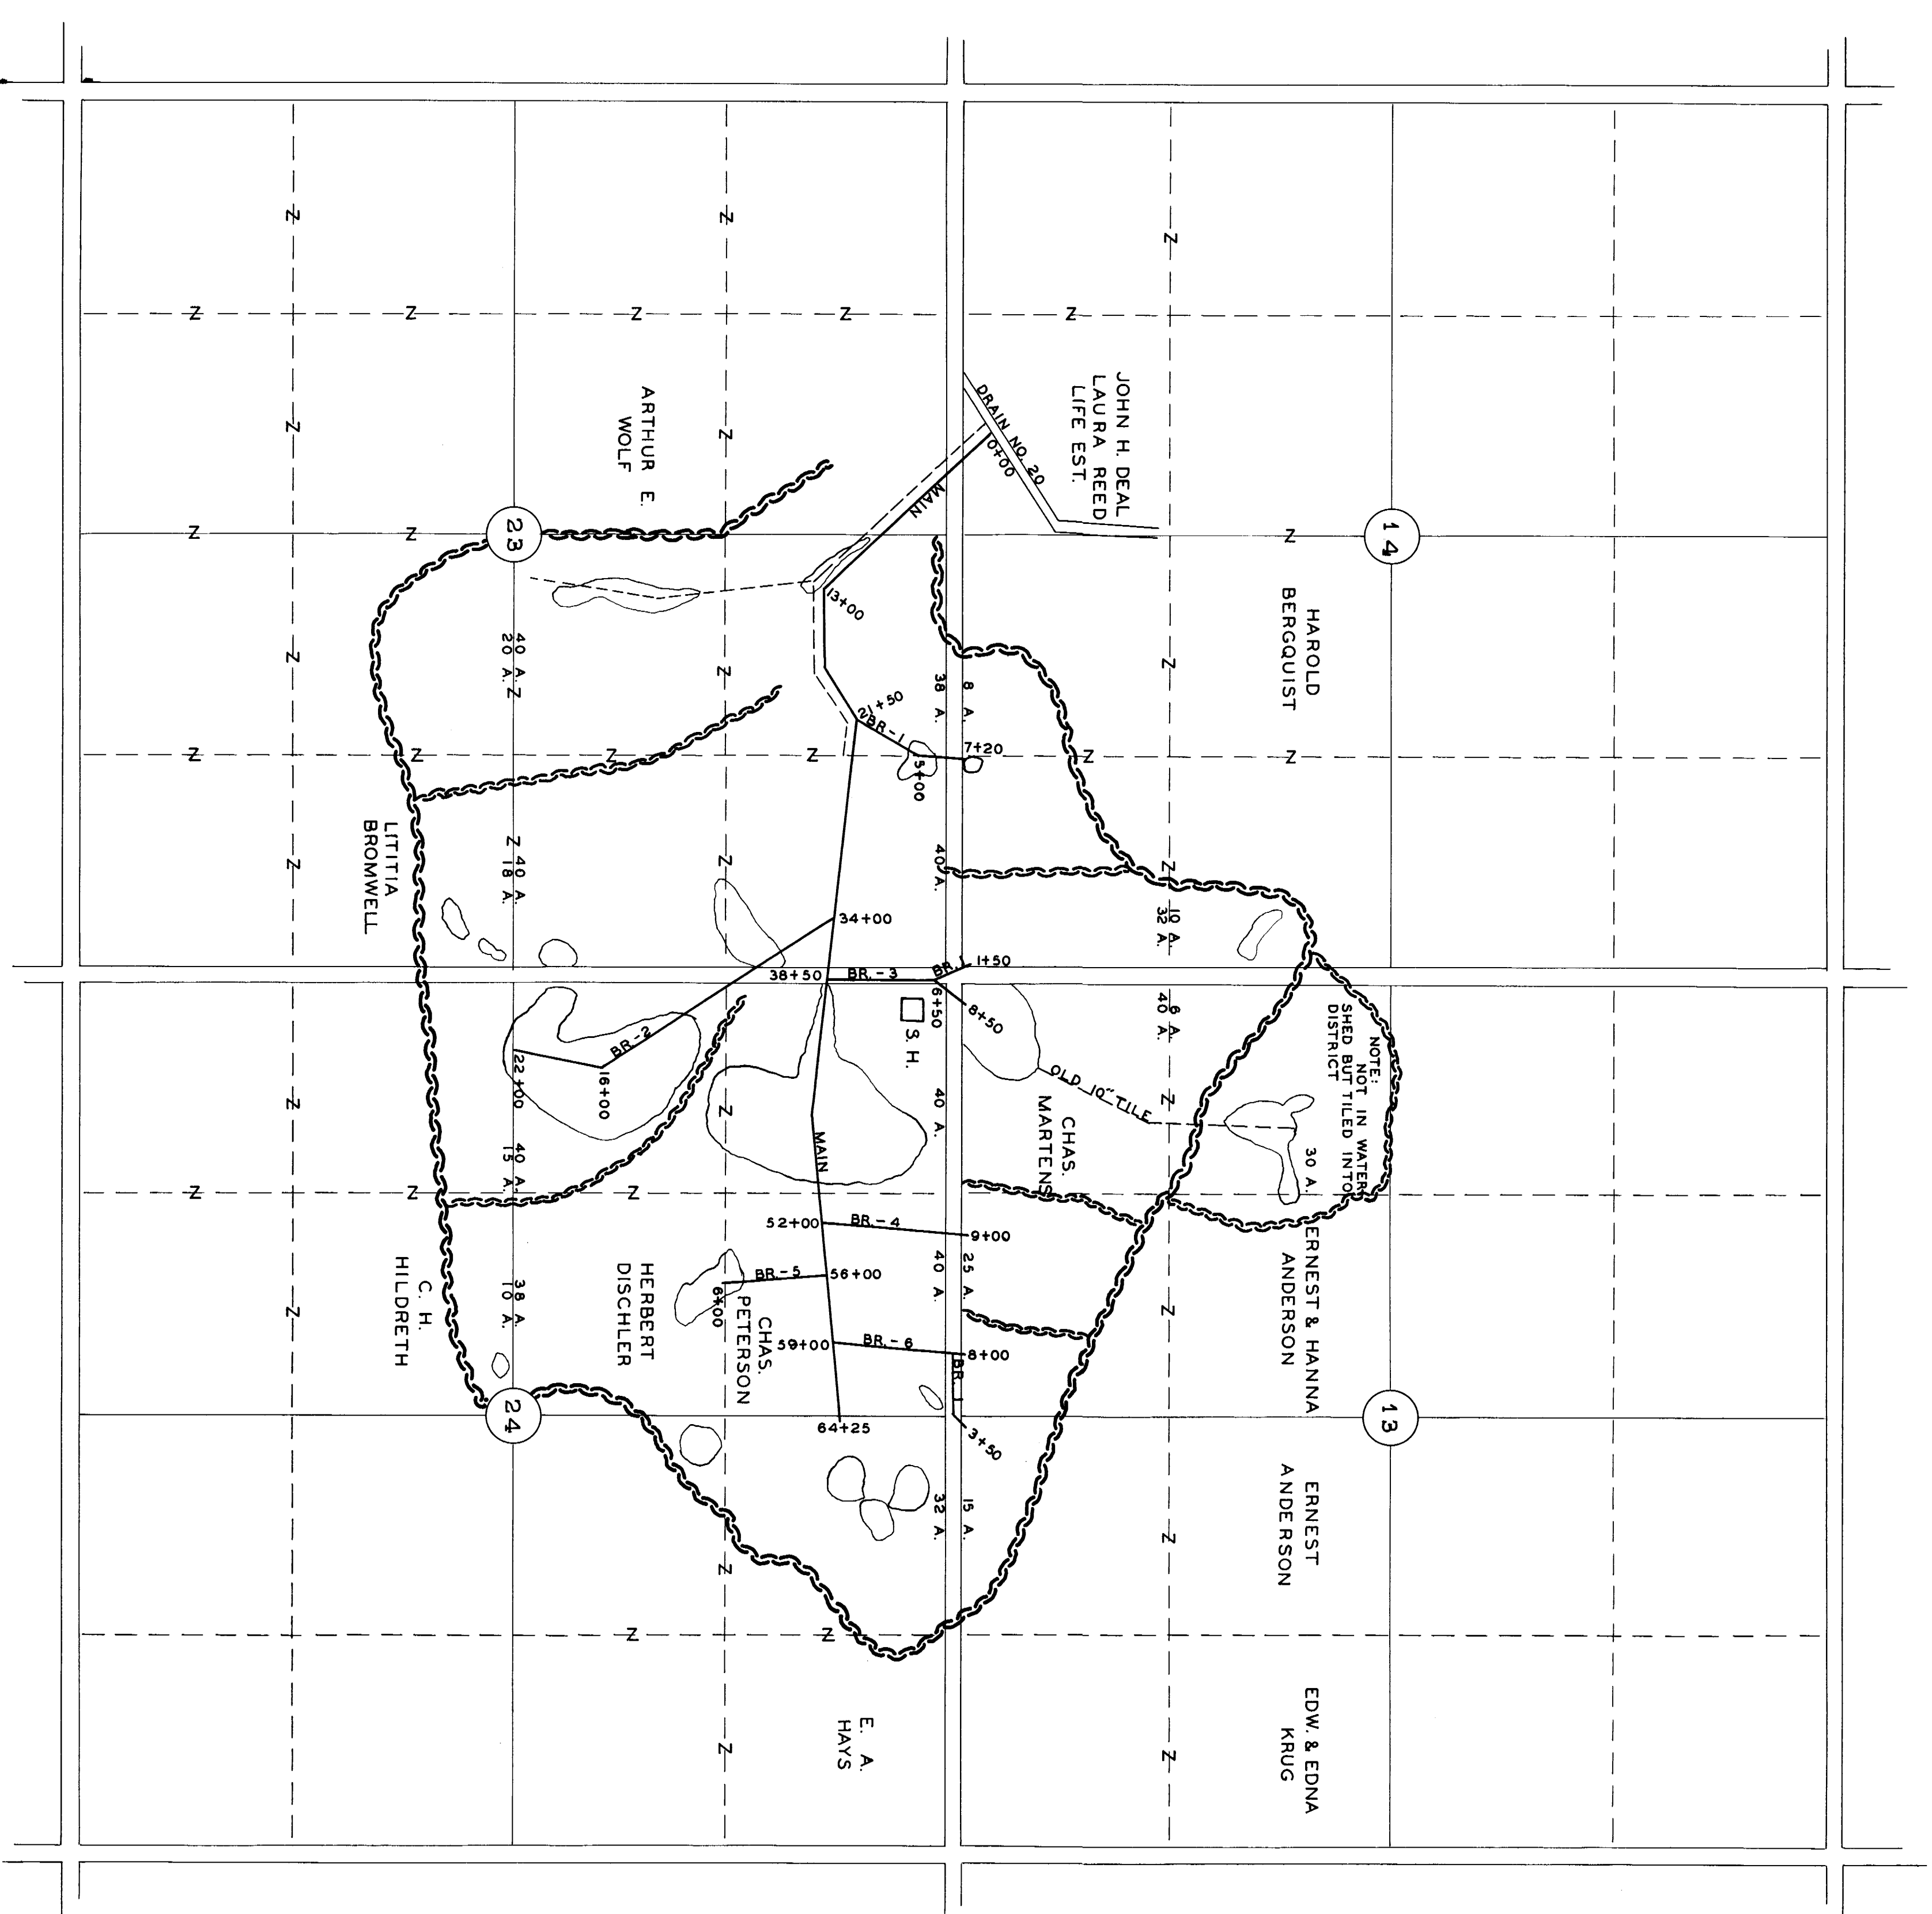 JOHN H. DEAL
LAURA REED
LIFE EST.
ARTHUR E.
WOLF
DRAIN NO. 20
0+00
MAIN
14
23
HAROLD
BERGQUIST
13+00
40 A.
20 A.
8 A.
38 A.
21+50
BR-1
5+00
7+20
LITITIA
BROMWELL
40 A.
18 A.
40 A.
10 A.
32 A.
34+00
38+50
BR.-3
BR. 1
1+50
6+50
8+50
S. H.
6 A.
40 A.
NOTE:
NOT IN WATER
SHED BUT TILED INTO
DISTRICT
BR.-2
16+00
22+00
OLD 10" TILE
CHAS.
MARTENS
40 A.
30 A.
40 A.
15 A.
MAIN
52+00
BR.-4
9+00
25 A.
40 A.
56+00
BR.-5
6+00
CHAS.
PETERSON
HERBERT
DISCHLER
C. H.
HILDRETH
38 A.
10 A.
59+00
BR.-6
8+00
BR. 1
3+50
64+25
ERNEST & HANNA
ANDERSON
13
24
ERNEST
ANDERSON
15 A.
32 A.
EDW. & EDNA
KRUG
E. A.
HAYS